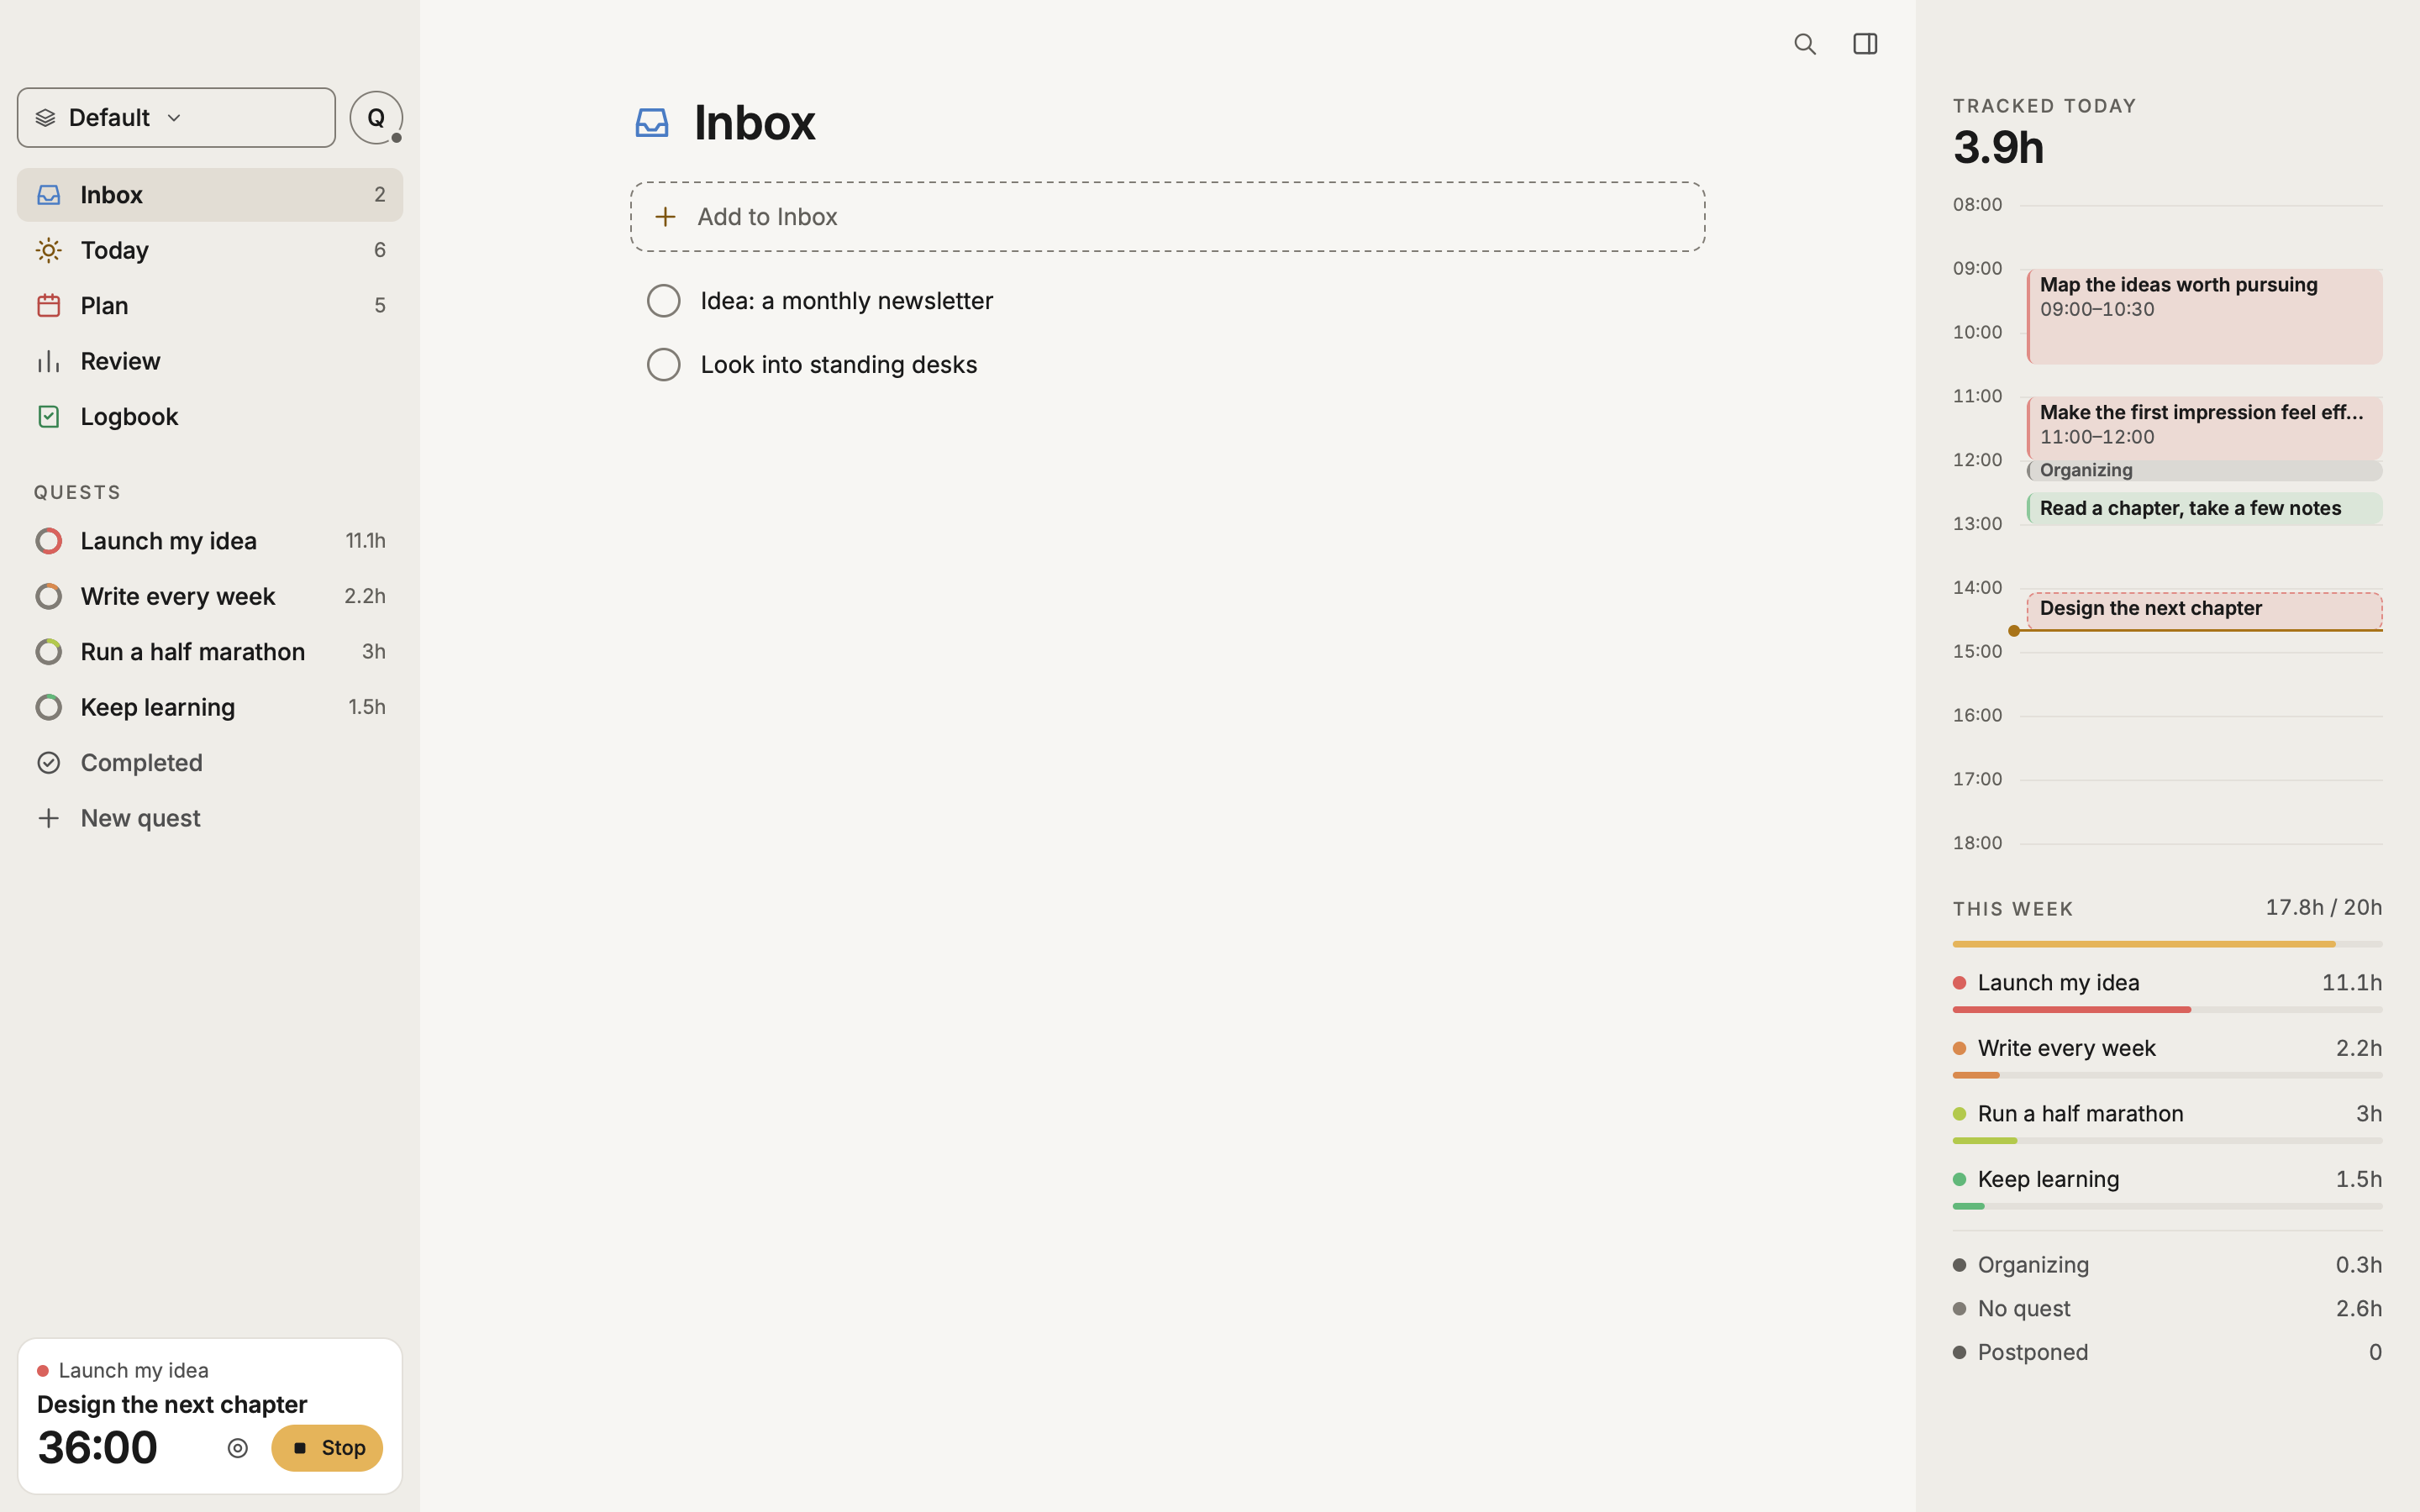 Default
Q
Inbox 2
Today 6
Plan 5
Review
Logbook
QUESTS
Launch my idea 11.1h
Write every week 2.2h
Run a half marathon 3h
Keep learning 1.5h
Completed
New quest
Launch my idea
Design the next chapter
36:00
Stop
Inbox
Add to Inbox
Idea: a monthly newsletter
Look into standing desks
TRACKED TODAY
3.9h
08:00
09:00
Map the ideas worth pursuing
09:00–10:30
10:00
11:00
Make the first impression feel eff...
11:00–12:00
12:00
Organizing
Read a chapter, take a few notes
13:00
14:00
Design the next chapter
15:00
16:00
17:00
18:00
THIS WEEK 17.8h / 20h
Launch my idea 11.1h
Write every week 2.2h
Run a half marathon 3h
Keep learning 1.5h
Organizing 0.3h
No quest 2.6h
Postponed 0